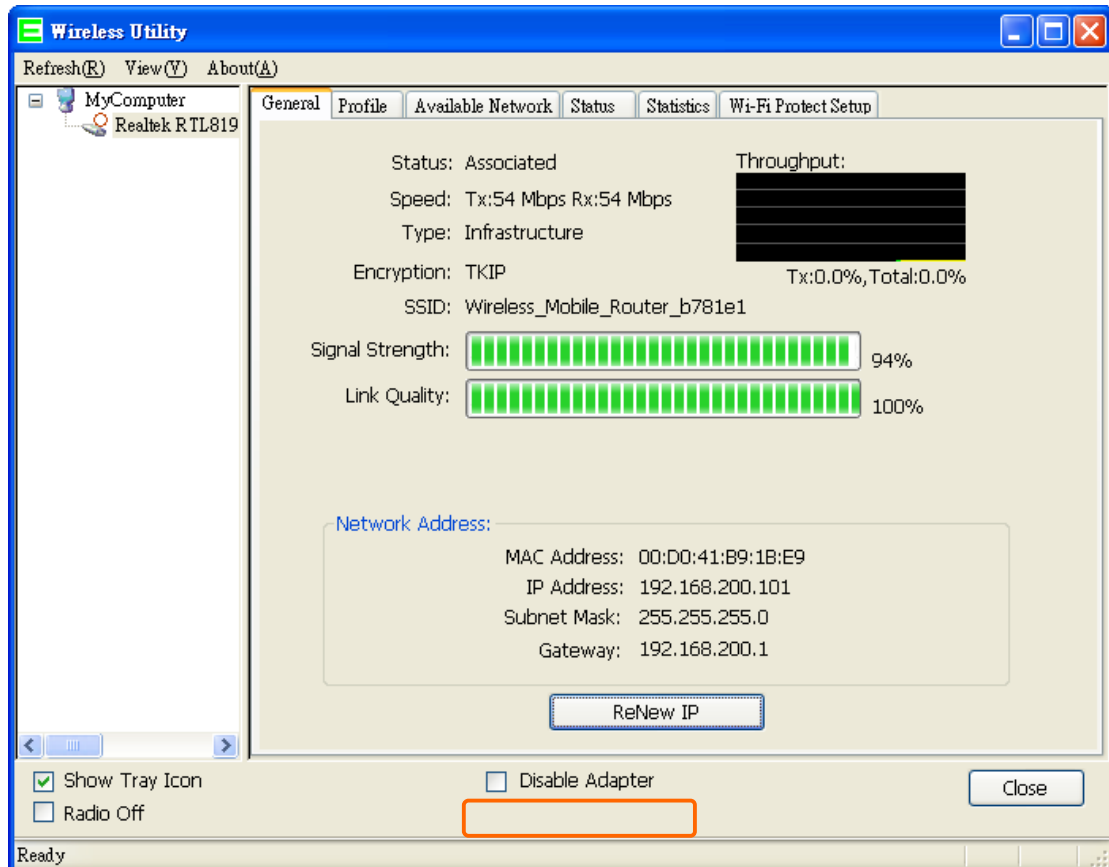 Wireless Utility
Refresh(R) View(V) About(A)
MyComputer
Realtek RTL819
General Profile Available Network Status Statistics Wi-Fi Protect Setup
Status: Associated
Throughput:
Speed: Tx:54 Mbps Rx:54 Mbps
Type: Infrastructure
Encryption: TKIP
Tx:0.0%,Total:0.0%
SSID: Wireless_Mobile_Router_b781e1
Signal Strength: 94%
Link Quality: 100%
Network Address:
MAC Address: 00:D0:41:B9:1B:E9
IP Address: 192.168.200.101
Subnet Mask: 255.255.255.0
Gateway: 192.168.200.1
ReNew IP
Show Tray Icon Disable Adapter
Close
Radio Off
Ready